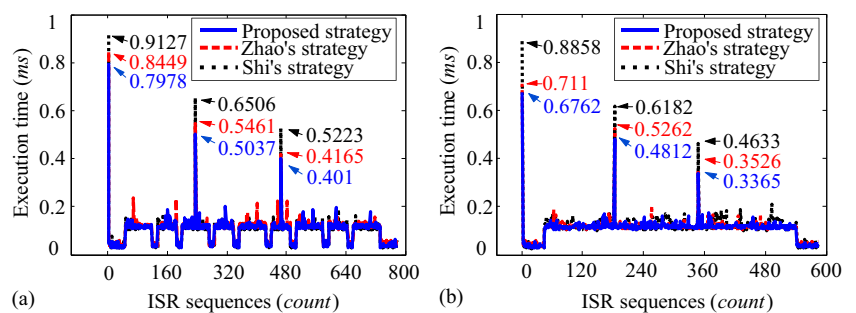 1
0.8
0.6
0.4
0.2
0
Execution time (ms)
Proposed strategy
Zhao's strategy
Shi's strategy
0.9127
0.8449
0.7978
0.6506
0.5461
0.5037
0.5223
0.4165
0.401
0 160 320 480 640 800
(a) ISR sequences (count)
1
0.8
0.6
0.4
0.2
0
Execution time (ms)
Proposed strategy
Zhao's strategy
Shi's strategy
0.8858
0.711
0.6762
0.6182
0.5262
0.4812
0.4633
0.3526
0.3365
0 120 240 360 480 600
(b) ISR sequences (count)